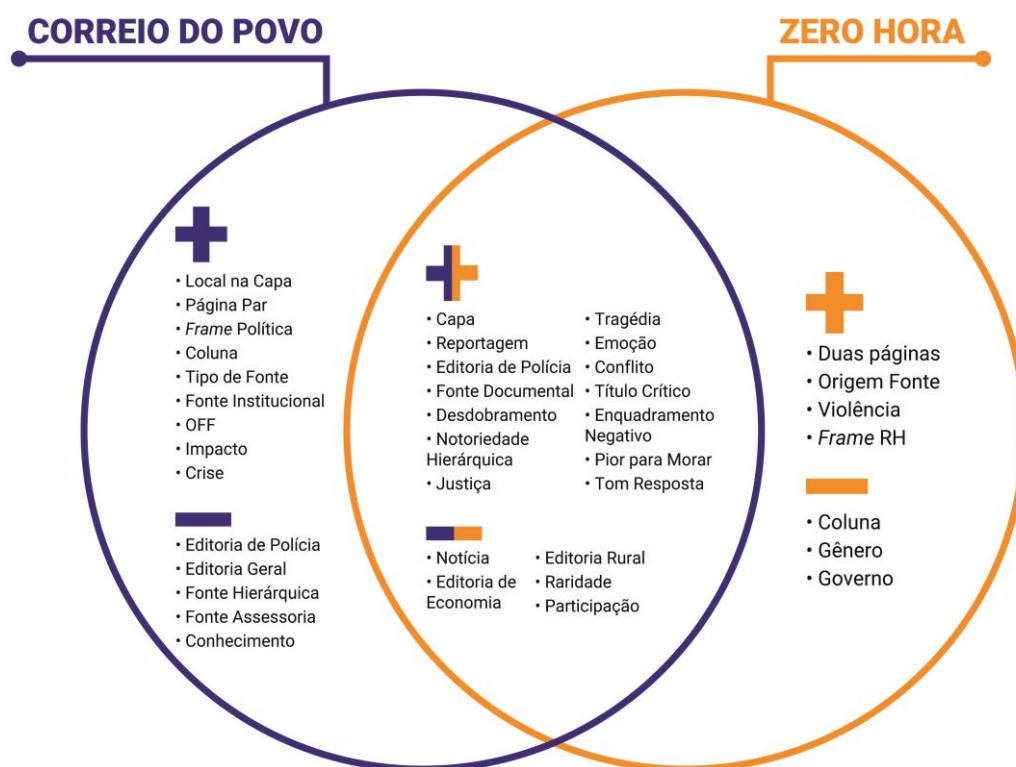 CORREIO DO POVO
ZERO HORA
• Local na Capa
• Página Par
• Frame Política
• Coluna
• Tipo de Fonte
• Fonte Institucional
• OFF
• Impacto
• Crise
• Editoria de Polícia
• Editoria Geral
• Fonte Hierárquica
• Fonte Assessoria
• Conhecimento
• Capa
• Reportagem
• Editoria de Polícia
• Fonte Documental
• Desdobramento
• Notoriedade
Hierárquica
• Justiça
• Tragédia
• Emoção
• Conflito
• Título Crítico
• Enquadramento
Negativo
• Pior para Morar
• Tom Resposta
• Notícia
• Editoria de
Economia
• Editoria Rural
• Raridade
• Participação
• Duas páginas
• Origem Fonte
• Violência
• Frame RH
• Coluna
• Gênero
• Governo